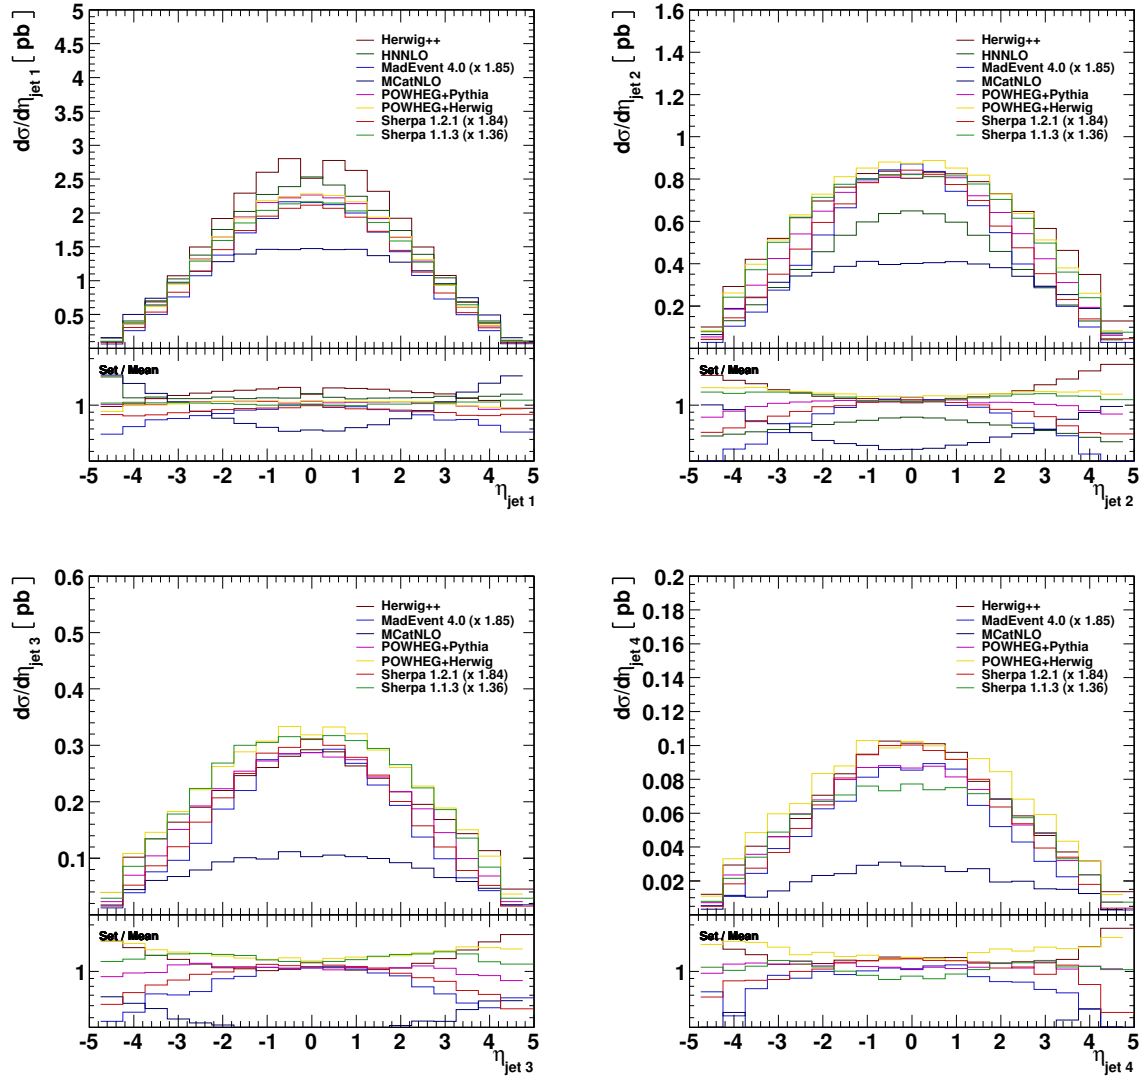 dσ/dη jet 1 [ pb ]
5
4.5
4
3.5
3
2.5
2
1.5
1
0.5
Herwig++
HNNLO
MadEvent 4.0 (x 1.85)
MCatNLO
POWHEG+Pythia
POWHEG+Herwig
Sherpa 1.2.1 (x 1.84)
Sherpa 1.1.3 (x 1.36)
Set / Mean
1
-5 -4 -3 -2 -1 0 1 2 3 4 5
η jet 1
dσ/dη jet 2 [ pb ]
1.6
1.4
1.2
1
0.8
0.6
0.4
0.2
Herwig++
HNNLO
MadEvent 4.0 (x 1.85)
MCatNLO
POWHEG+Pythia
POWHEG+Herwig
Sherpa 1.2.1 (x 1.84)
Sherpa 1.1.3 (x 1.36)
Set / Mean
1
-5 -4 -3 -2 -1 0 1 2 3 4 5
η jet 2
dσ/dη jet 3 [ pb ]
0.6
0.5
0.4
0.3
0.2
0.1
Herwig++
MadEvent 4.0 (x 1.85)
MCatNLO
POWHEG+Pythia
POWHEG+Herwig
Sherpa 1.2.1 (x 1.84)
Sherpa 1.1.3 (x 1.36)
Set / Mean
1
-5 -4 -3 -2 -1 0 1 2 3 4 5
η jet 3
dσ/dη jet 4 [ pb ]
0.2
0.18
0.16
0.14
0.12
0.1
0.08
0.06
0.04
0.02
Herwig++
MadEvent 4.0 (x 1.85)
MCatNLO
POWHEG+Pythia
POWHEG+Herwig
Sherpa 1.2.1 (x 1.84)
Sherpa 1.1.3 (x 1.36)
Set / Mean
1
-5 -4 -3 -2 -1 0 1 2 3 4 5
η jet 4